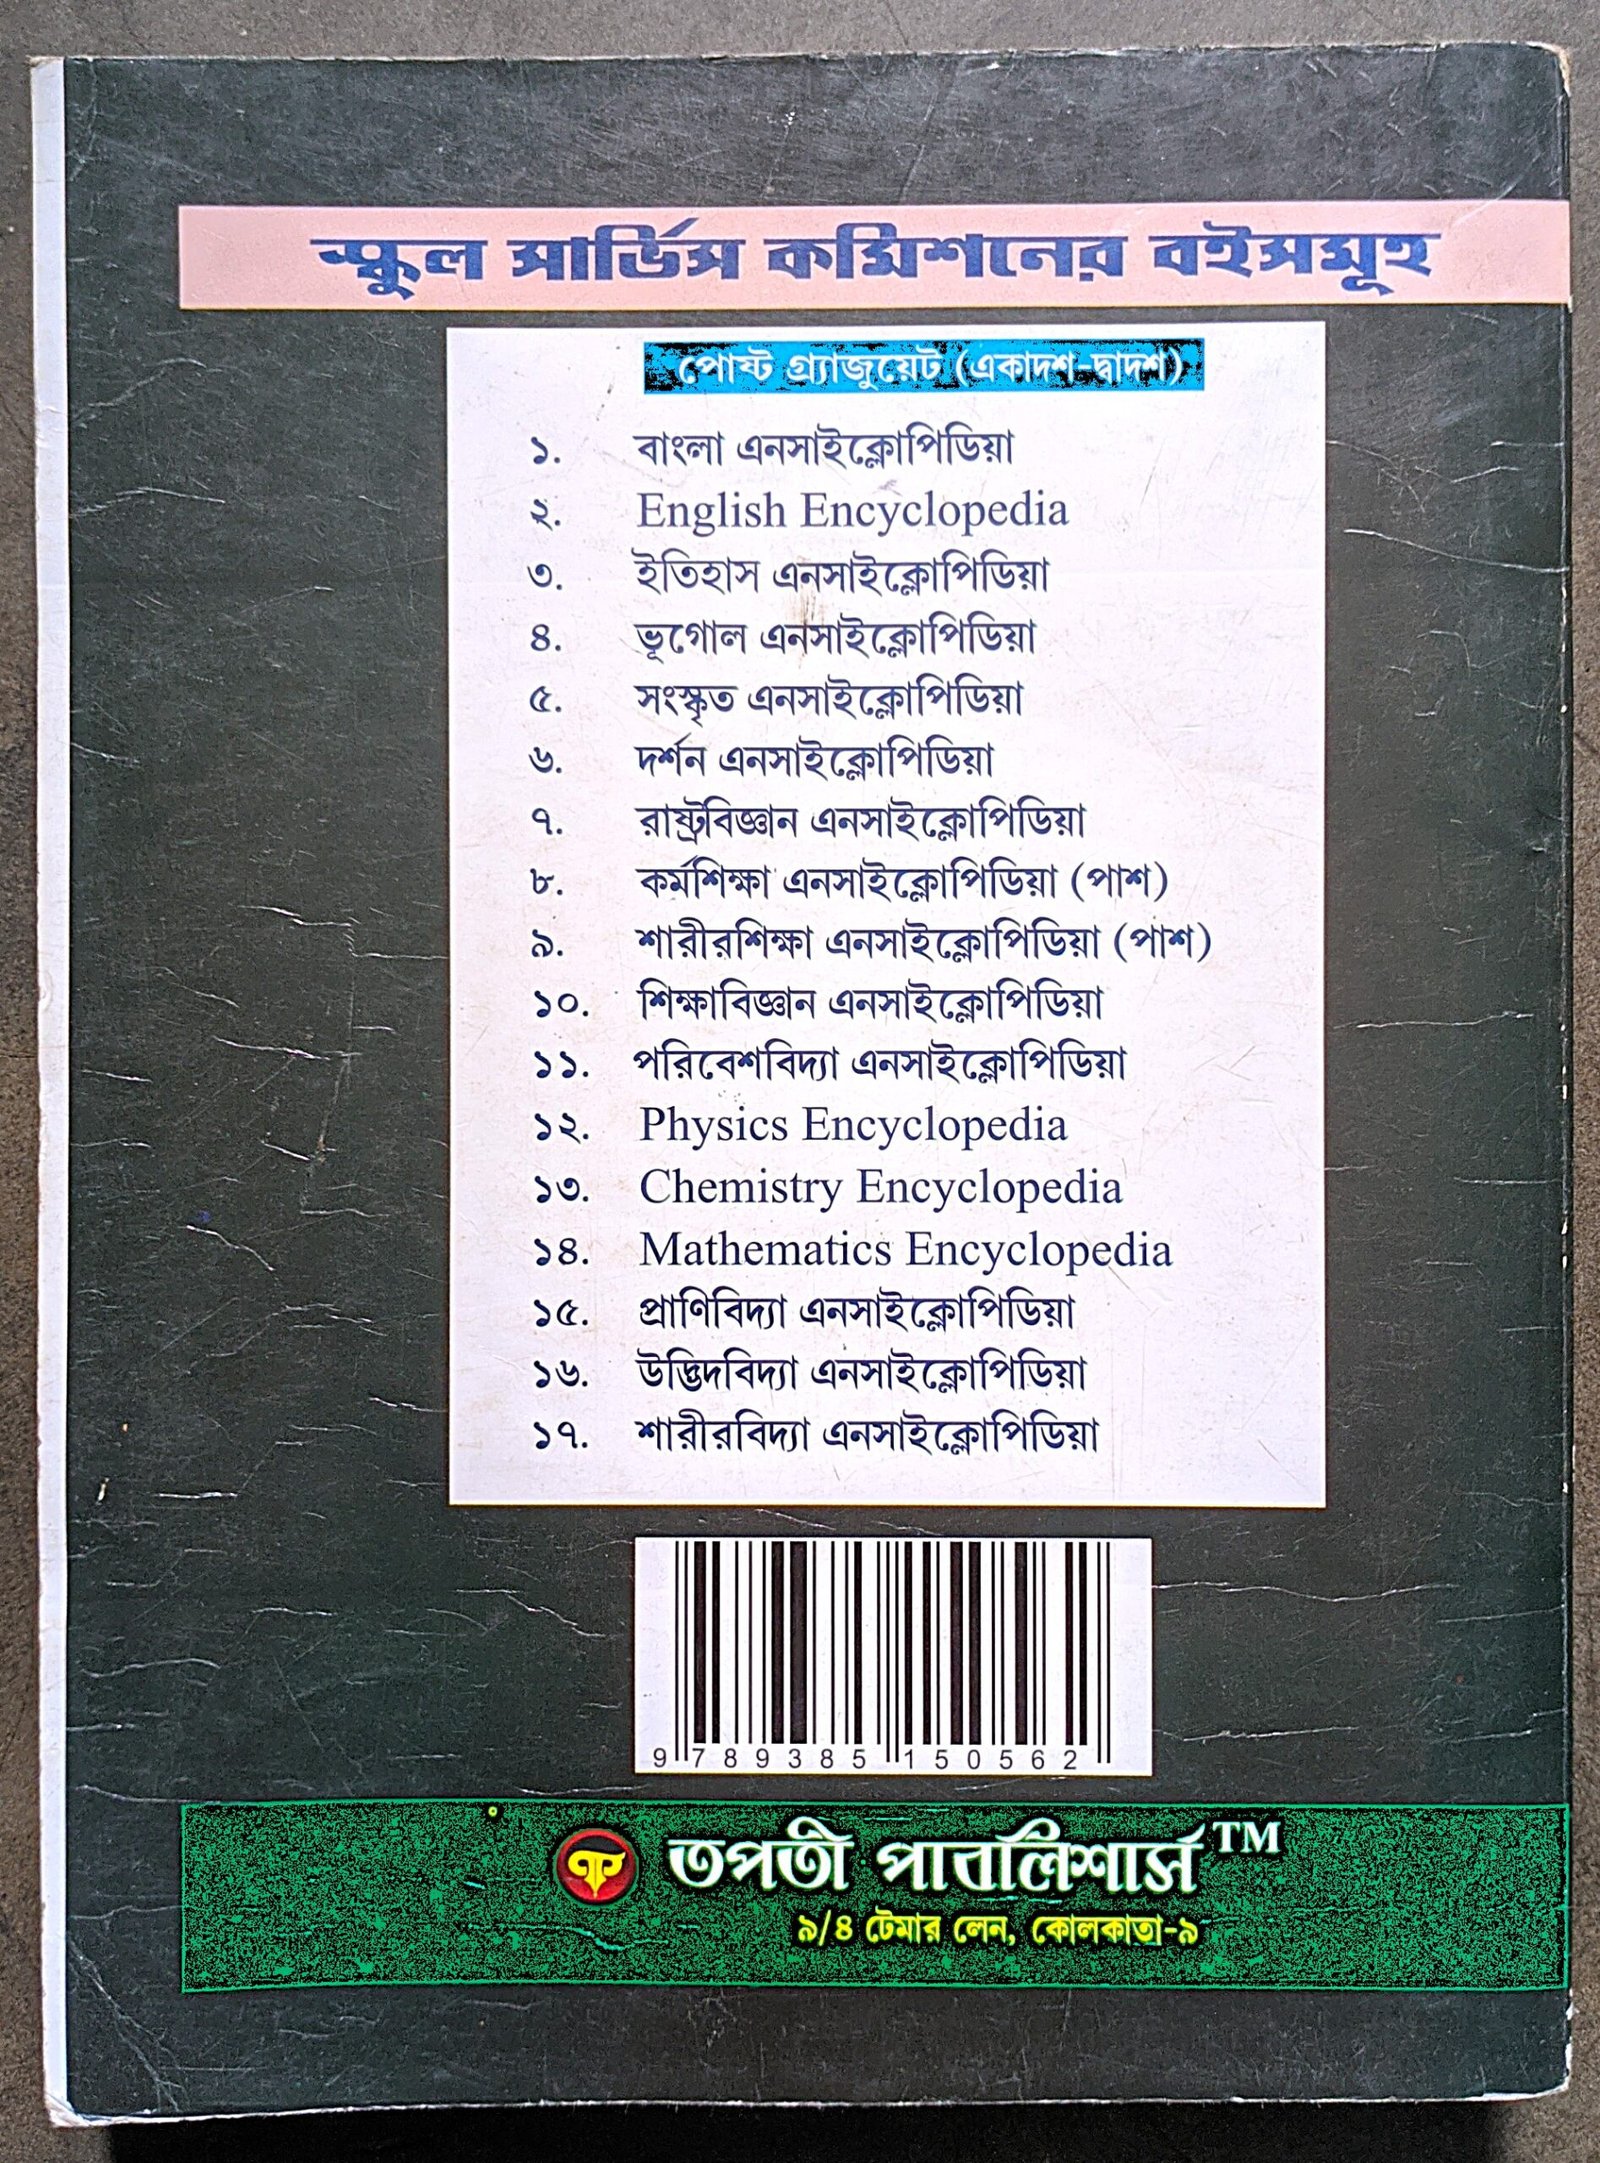 স্কুল সার্ভিস কমিশনের বইসমূহ
পোষ্ট গ্র্যাজুয়েট (একাদশ-দ্বাদশ)
১. বাংলা এনসাইক্লোপিডিয়া
২. English Encyclopedia
৩. ইতিহাস এনসাইক্লোপিডিয়া
৪. ভূগোল এনসাইক্লোপিডিয়া
৫. সংস্কৃত এনসাইক্লোপিডিয়া
৬. দর্শন এনসাইক্লোপিডিয়া
৭. রাষ্ট্রবিজ্ঞান এনসাইক্লোপিডিয়া
৮. কর্মশিক্ষা এনসাইক্লোপিডিয়া (পাশ)
৯. শারীরশিক্ষা এনসাইক্লোপিডিয়া (পাশ)
১০. শিক্ষাবিজ্ঞান এনসাইক্লোপিডিয়া
১১. পরিবেশবিদ্যা এনসাইক্লোপিডিয়া
১২. Physics Encyclopedia
১৩. Chemistry Encyclopedia
১৪. Mathematics Encyclopedia
১৫. প্রাণিবিদ্যা এনসাইক্লোপিডিয়া
১৬. উদ্ভিদবিদ্যা এনসাইক্লোপিডিয়া
১৭. শারীরবিদ্যা এনসাইক্লোপিডিয়া
9 789385 150562
তপতী পাবলিশার্স TM
৯/৪ টেমার লেন, কোলকাতা-৯